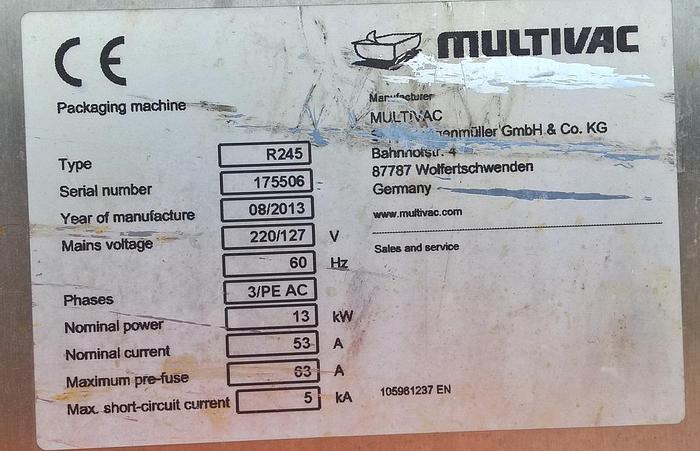 CE
MULTIVAC
Packaging machine
Manufacturer
MULTIVAC
genmüller GmbH & Co. KG
Bahnhofstr. 4
87787 Wolfertschwenden
Germany
www.multivac.com
Sales and service
Type R245
Serial number 175506
Year of manufacture 08/2013
Mains voltage 220/127 V
60 Hz
Phases 3/PE AC
Nominal power 13 kW
Nominal current 53 A
Maximum pre-fuse 63 A
Max. short-circuit current 5 kA
105961237 EN